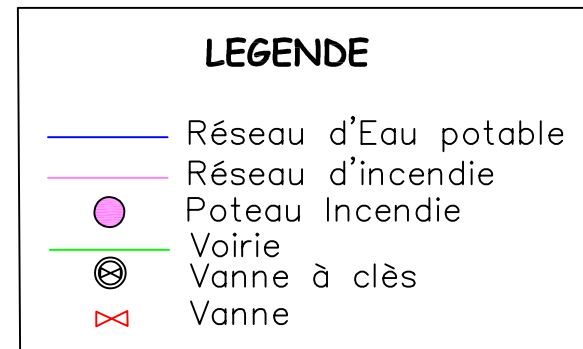 LEGENDE
Réseau d'Eau potable
Réseau d'incendie
Poteau Incendie
Voirie
Vanne à clès
Vanne